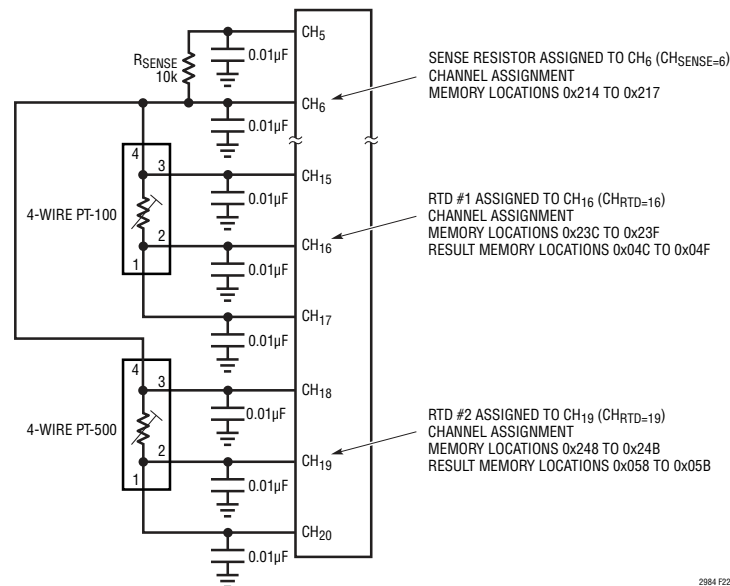 CH5
0.01µF
RSENSE
10k
SENSE RESISTOR ASSIGNED TO CH6 (CHSENSE=6)
CHANNEL ASSIGNMENT
MEMORY LOCATIONS 0x214 TO 0x217
CH6
0.01µF
4
3
CH15
0.01µF
4-WIRE PT-100
RTD #1 ASSIGNED TO CH16 (CHRTD=16)
CHANNEL ASSIGNMENT
MEMORY LOCATIONS 0x23C TO 0x23F
RESULT MEMORY LOCATIONS 0x04C TO 0x04F
2
CH16
1
0.01µF
CH17
0.01µF
4
3
CH18
0.01µF
4-WIRE PT-500
RTD #2 ASSIGNED TO CH19 (CHRTD=19)
CHANNEL ASSIGNMENT
MEMORY LOCATIONS 0x248 TO 0x24B
RESULT MEMORY LOCATIONS 0x058 TO 0x05B
2
CH19
1
0.01µF
CH20
0.01µF
2984 F22